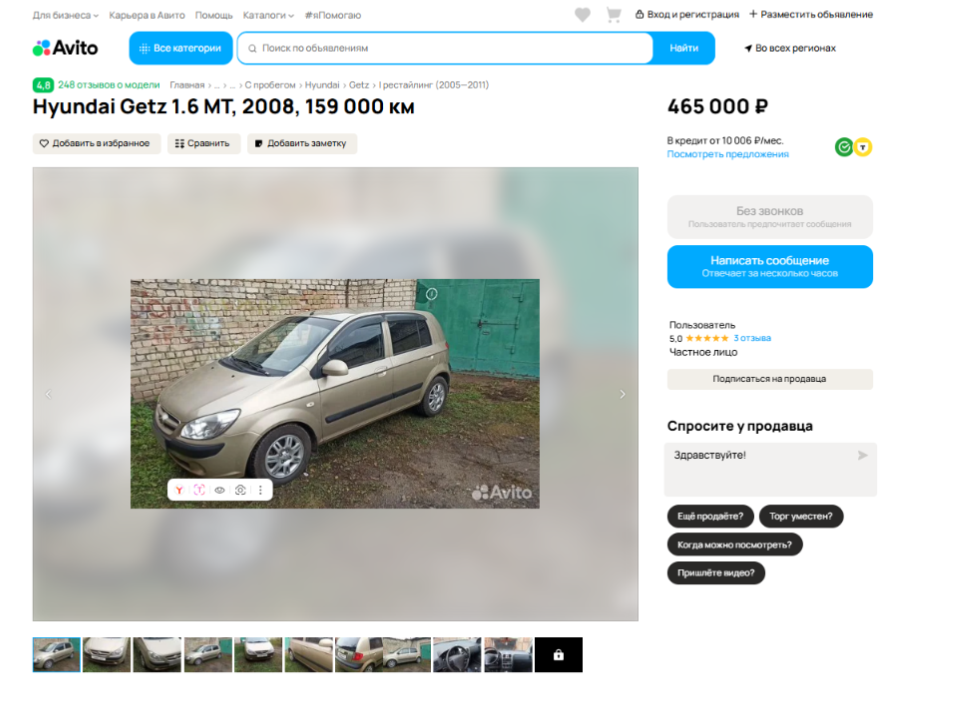 Для бизнеса Карьера в Авито Помощь Каталоги #яПомогаю Вход и регистрация + Разместить объявление
Avito Все категории Поиск по объявлениям Найти Во всех регионах
4,8 248 отзывов о модели Главная › ... › ... › С пробегом › Hyundai › Getz › I рестайлинг (2005—2011)
Hyundai Getz 1.6 MT, 2008, 159 000 км
465 000 ₽
Добавить в избранное Сравнить Добавить заметку
В кредит от 10 006 ₽/мес.
Посмотреть предложения
Без звонков
Пользователь предпочитает сообщения
Написать сообщение
Отвечает за несколько часов
Пользователь
5,0 ★★★★★ 3 отзыва
Частное лицо
Подписаться на продавца
Спросите у продавца
Здравствуйте!
Ещё продаёте? Торг уместен?
Когда можно посмотреть?
Пришлёте видео?
Avito